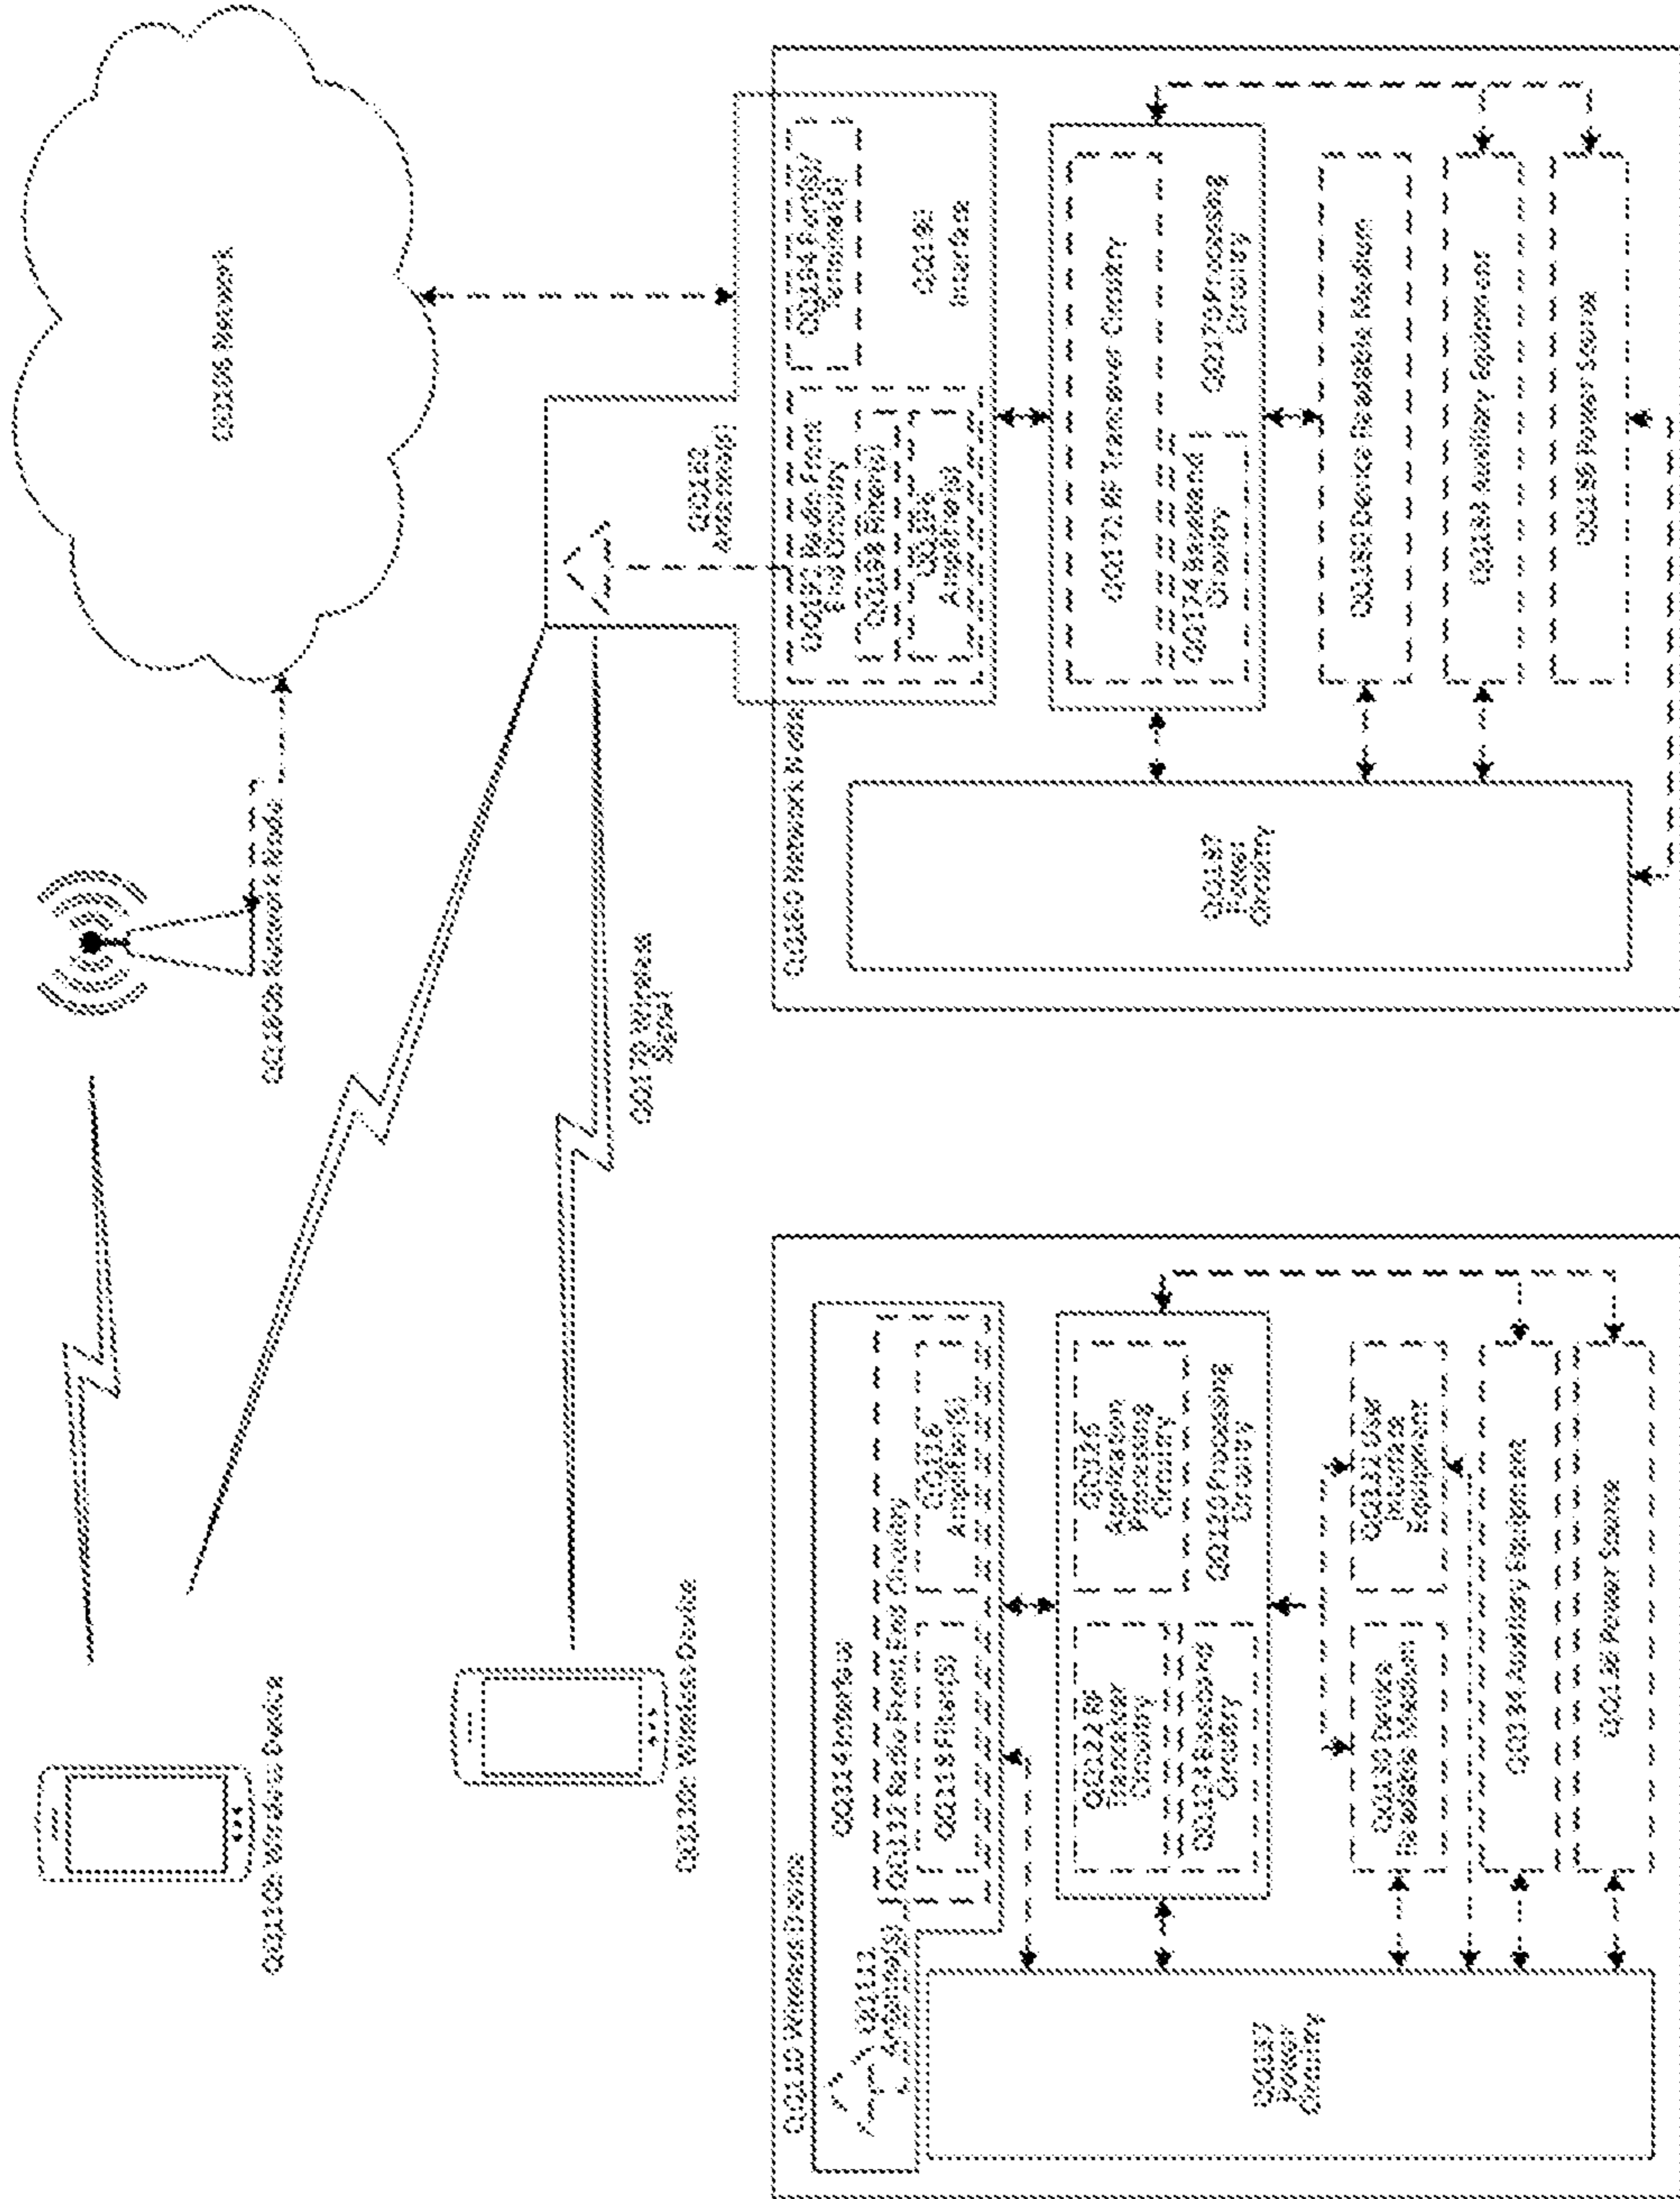 QQ106 Network
QQ160b Network Node
QQ110b Wireless Device
QQ110c Wireless Device
QQ170 Wireless
Signal
QQ110 Wireless Device
QQ111
Antenna(s)
QQ114 Interface
QQ112 Radio Front End Circuitry
QQ118 Filter(s)
QQ116
Amplifier(s)
QQ122 RF
Transceiver
Circuitry
QQ124 Baseband
Circuitry
QQ126
Application
Processing
Circuitry
QQ120 Processing
Circuitry
QQ130 Device
Readable Medium
QQ132 User
Interface
Equipment
QQ134 Auxiliary Equipment
QQ136 Power Source
QQ137
Power
Circuitry
QQ160 Network Node
QQ162
Antenna(s)
QQ192 Radio Front
End Circuitry
QQ198 Filter(s)
QQ196
Amplifier(s)
QQ194 Port(s)/
Terminal(s)
QQ190
Interface
QQ172 RF Transceiver Circuitry
QQ174 Baseband
Circuitry
QQ170 Processing
Circuitry
QQ180 Device Readable Medium
QQ184 Auxiliary Equipment
QQ186 Power Source
QQ187
Power
Circuitry